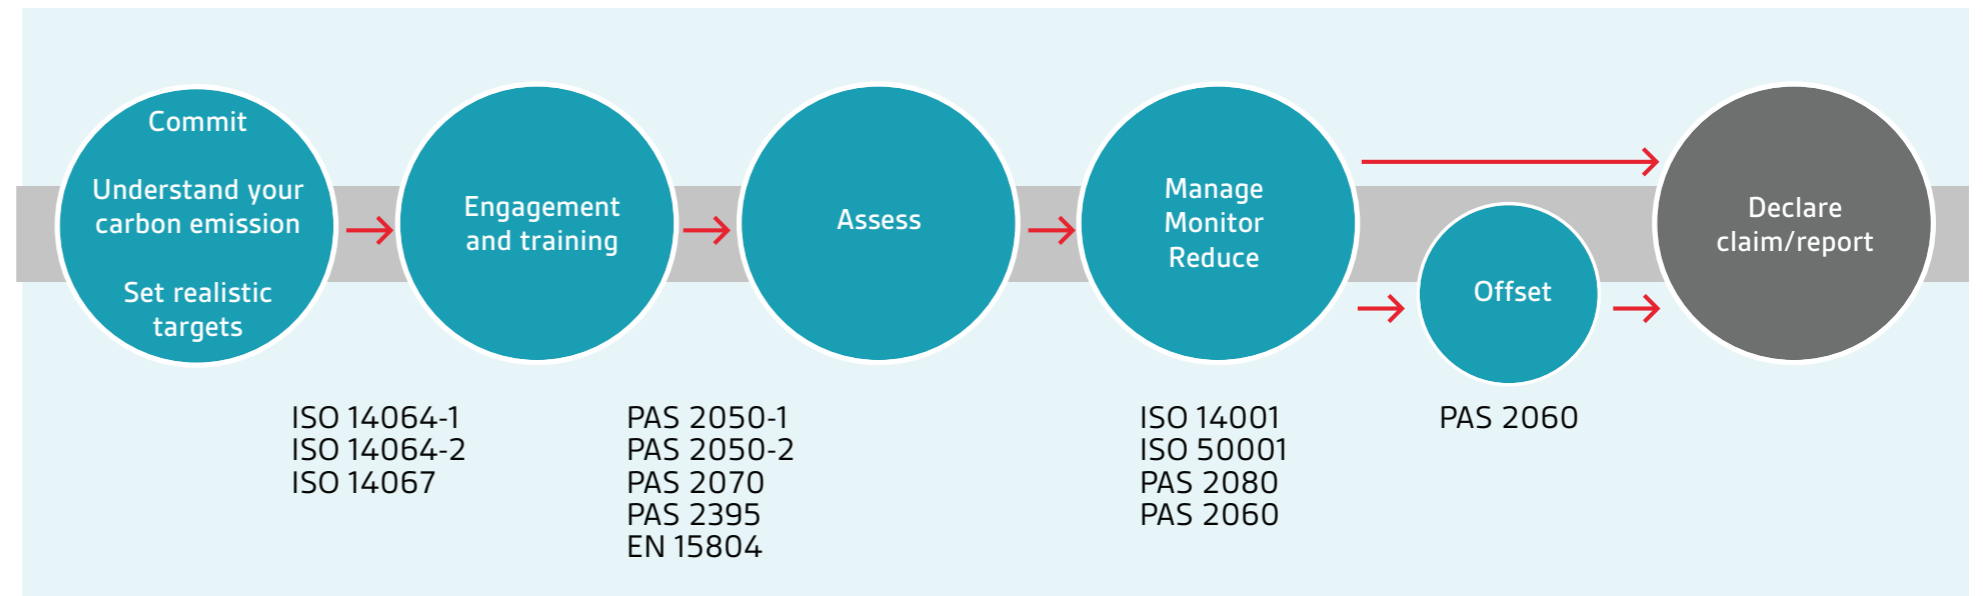 Commit
Understand your
carbon emission
Set realistic
targets
Engagement
and training
Assess
Manage
Monitor
Reduce
Offset
Declare
claim/report
ISO 14064-1
ISO 14064-2
ISO 14067
PAS 2050-1
PAS 2050-2
PAS 2070
PAS 2395
EN 15804
ISO 14001
ISO 50001
PAS 2080
PAS 2060
PAS 2060